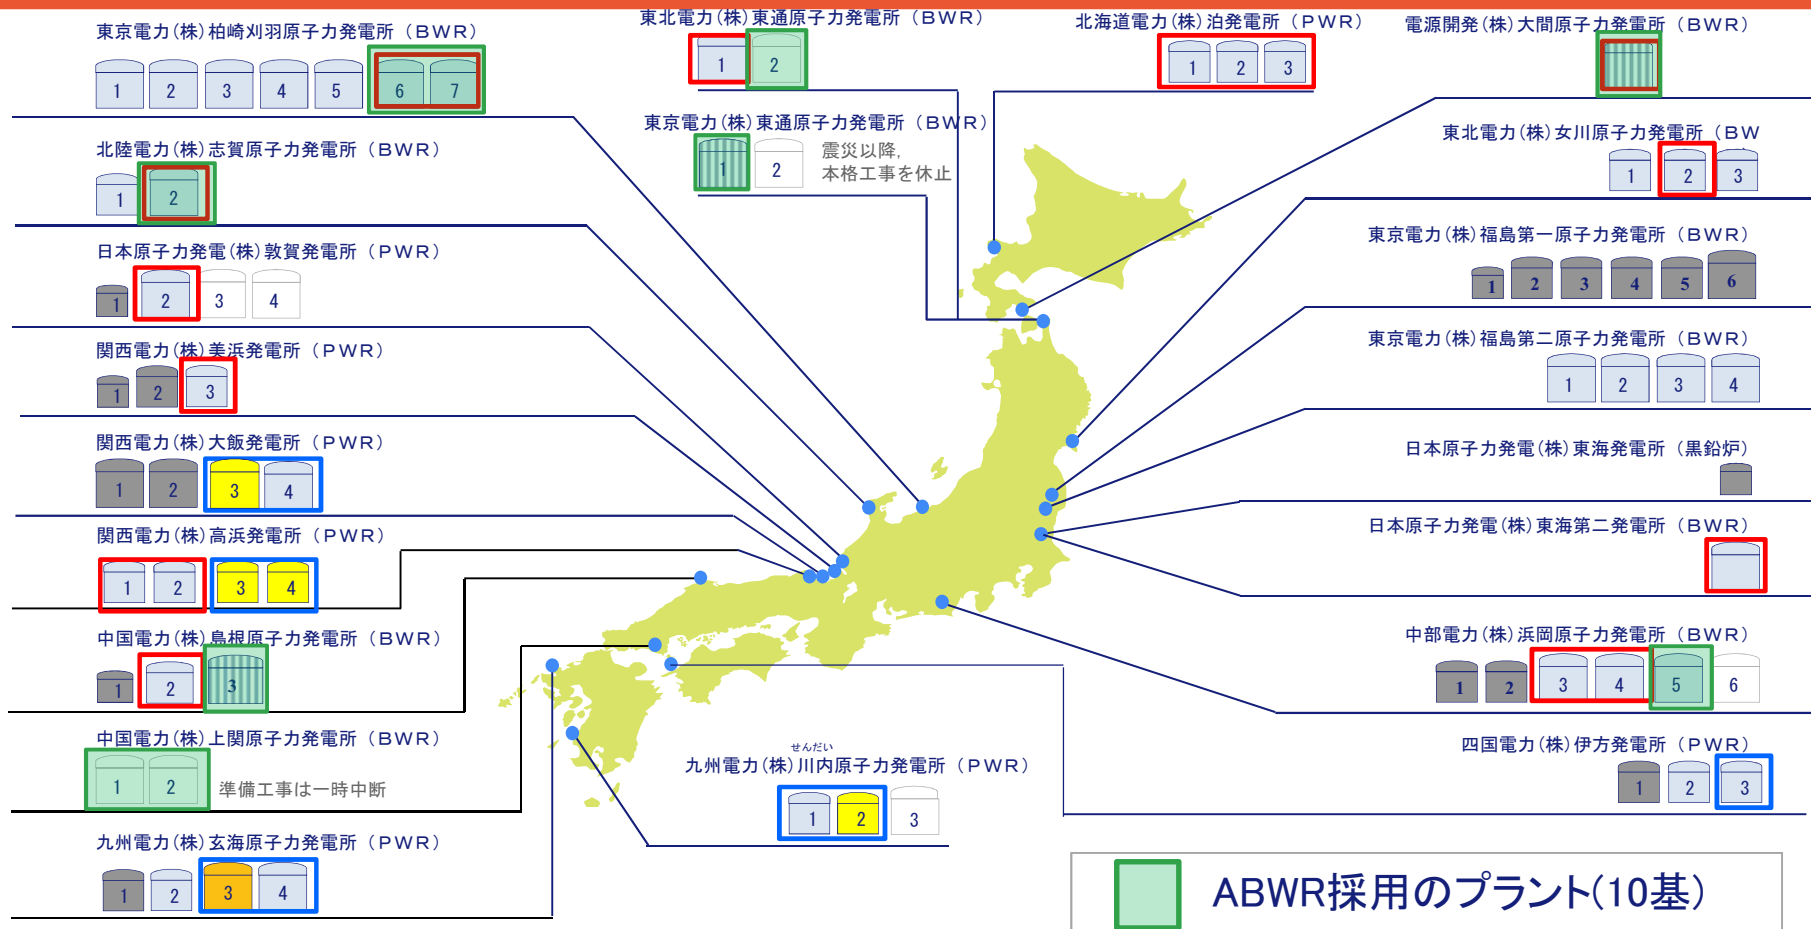 東京電力(株)柏崎刈羽原子力発電所（BWR）
1 2 3 4 5 6 7
北陸電力(株)志賀原子力発電所（BWR）
1 2
日本原子力発電(株)敦賀発電所（PWR）
1 2 3 4
関西電力(株)美浜発電所（PWR）
1 2 3
関西電力(株)大飯発電所（PWR）
1 2 3 4
関西電力(株)高浜発電所（PWR）
1 2 3 4
中国電力(株)島根原子力発電所（BWR）
1 2 3
中国電力(株)上関原子力発電所（BWR）
1 2 準備工事は一時中断
九州電力(株)玄海原子力発電所（PWR）
1 2 3 4
東北電力(株)東通原子力発電所（BWR）
1 2
東京電力(株)東通原子力発電所（BWR）
1 2
震災以降,
本格工事を休止
北海道電力(株)泊発電所（PWR）
1 2 3
電源開発(株)大間原子力発電所（BWR）
東北電力(株)女川原子力発電所（BW
1 2 3
東京電力(株)福島第一原子力発電所（BWR）
1 2 3 4 5 6
東京電力(株)福島第二原子力発電所（BWR）
1 2 3 4
日本原子力発電(株)東海発電所（黒鉛炉）
日本原子力発電(株)東海第二発電所（BWR）
中部電力(株)浜岡原子力発電所（BWR）
1 2 3 4 5 6
四国電力(株)伊方発電所（PWR）
1 2 3
せんだい
九州電力(株)川内原子力発電所（PWR）
1 2 3
ABWR採用のプラント(10基)